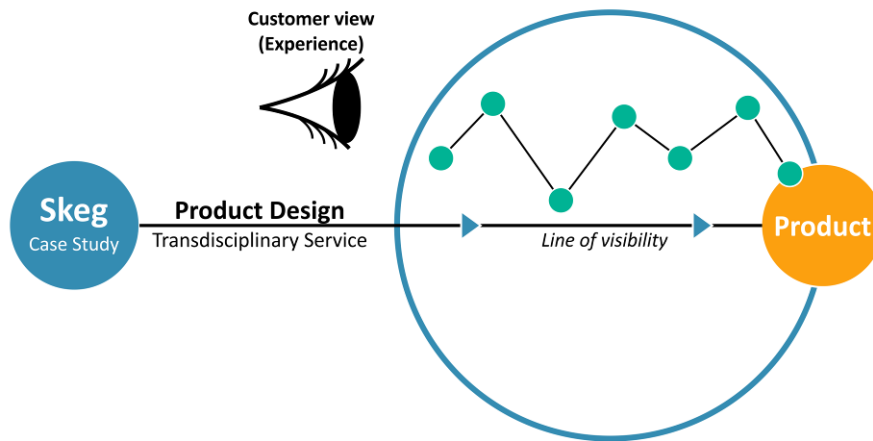 Customer view
(Experience)
Skeg
Case Study
Product Design
Transdisciplinary Service
Line of visibility
Product